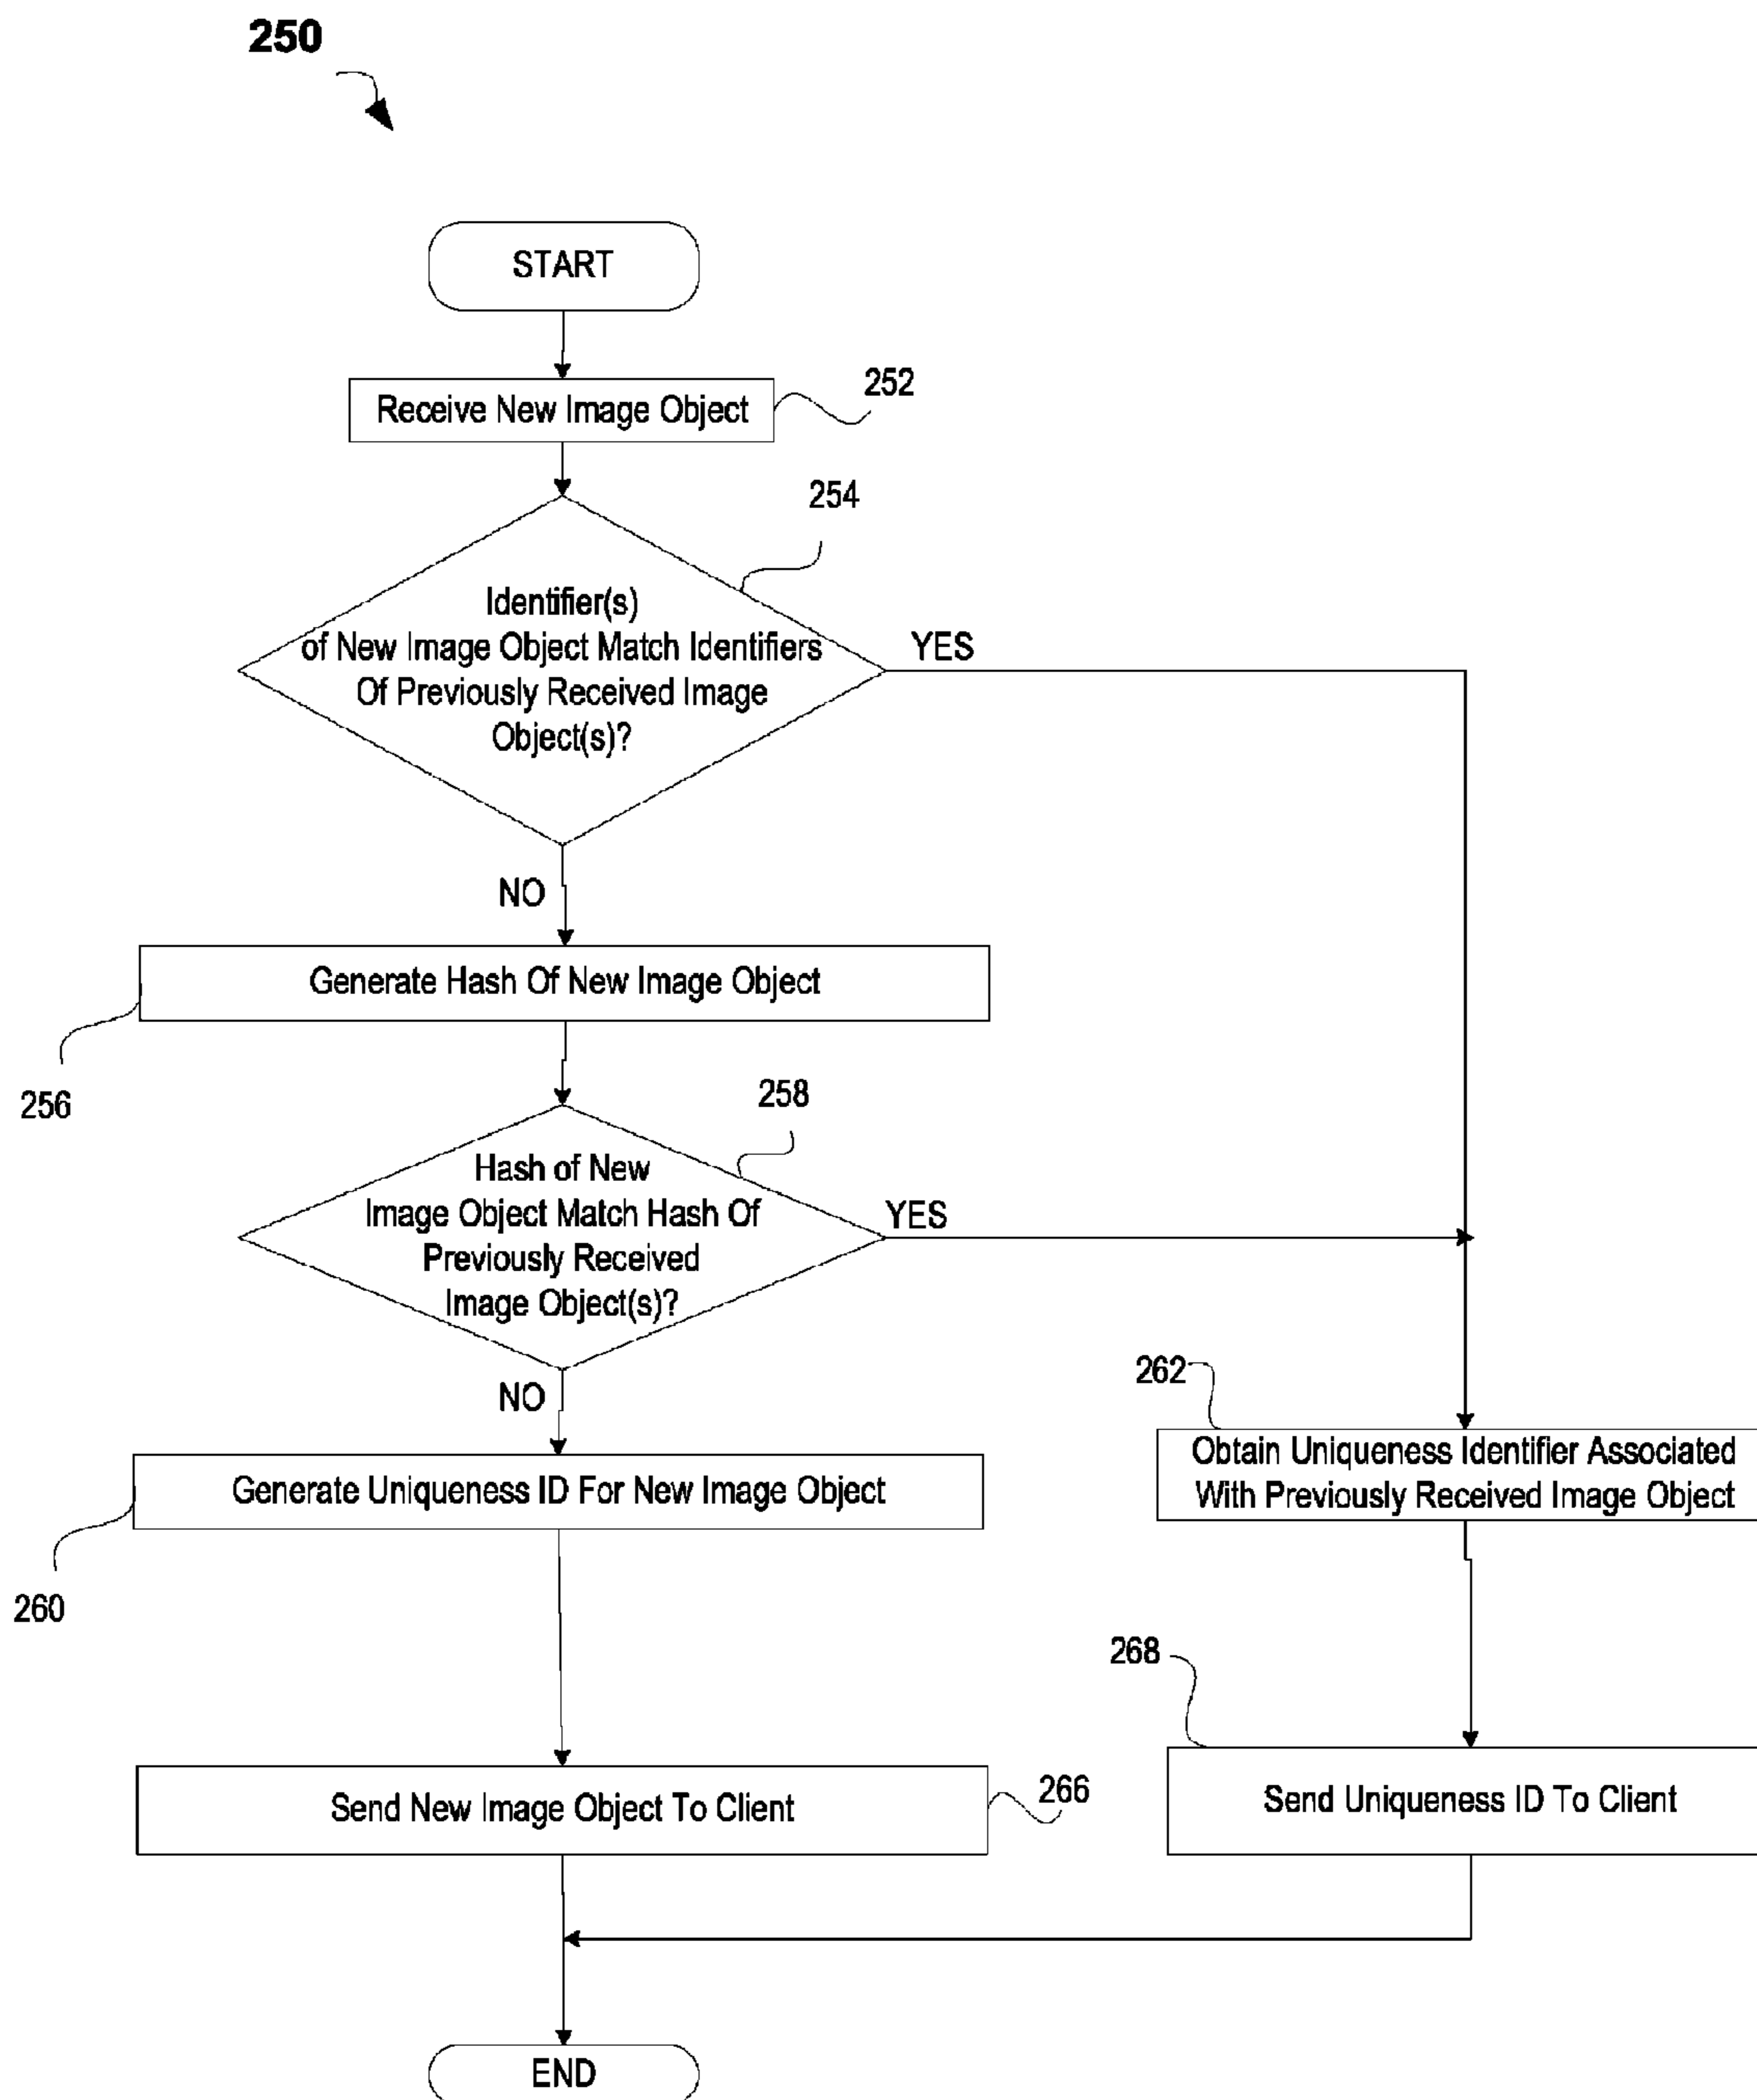 250
START
Receive New Image Object
252
254
Identifier(s)
of New Image Object Match Identifiers
Of Previously Received Image
Object(s)?
YES
NO
Generate Hash Of New Image Object
256
258
Hash of New
Image Object Match Hash Of
Previously Received
Image Object(s)?
YES
NO
262
Obtain Uniqueness Identifier Associated
With Previously Received Image Object
Generate Uniqueness ID For New Image Object
260
268
Send New Image Object To Client
266
Send Uniqueness ID To Client
END